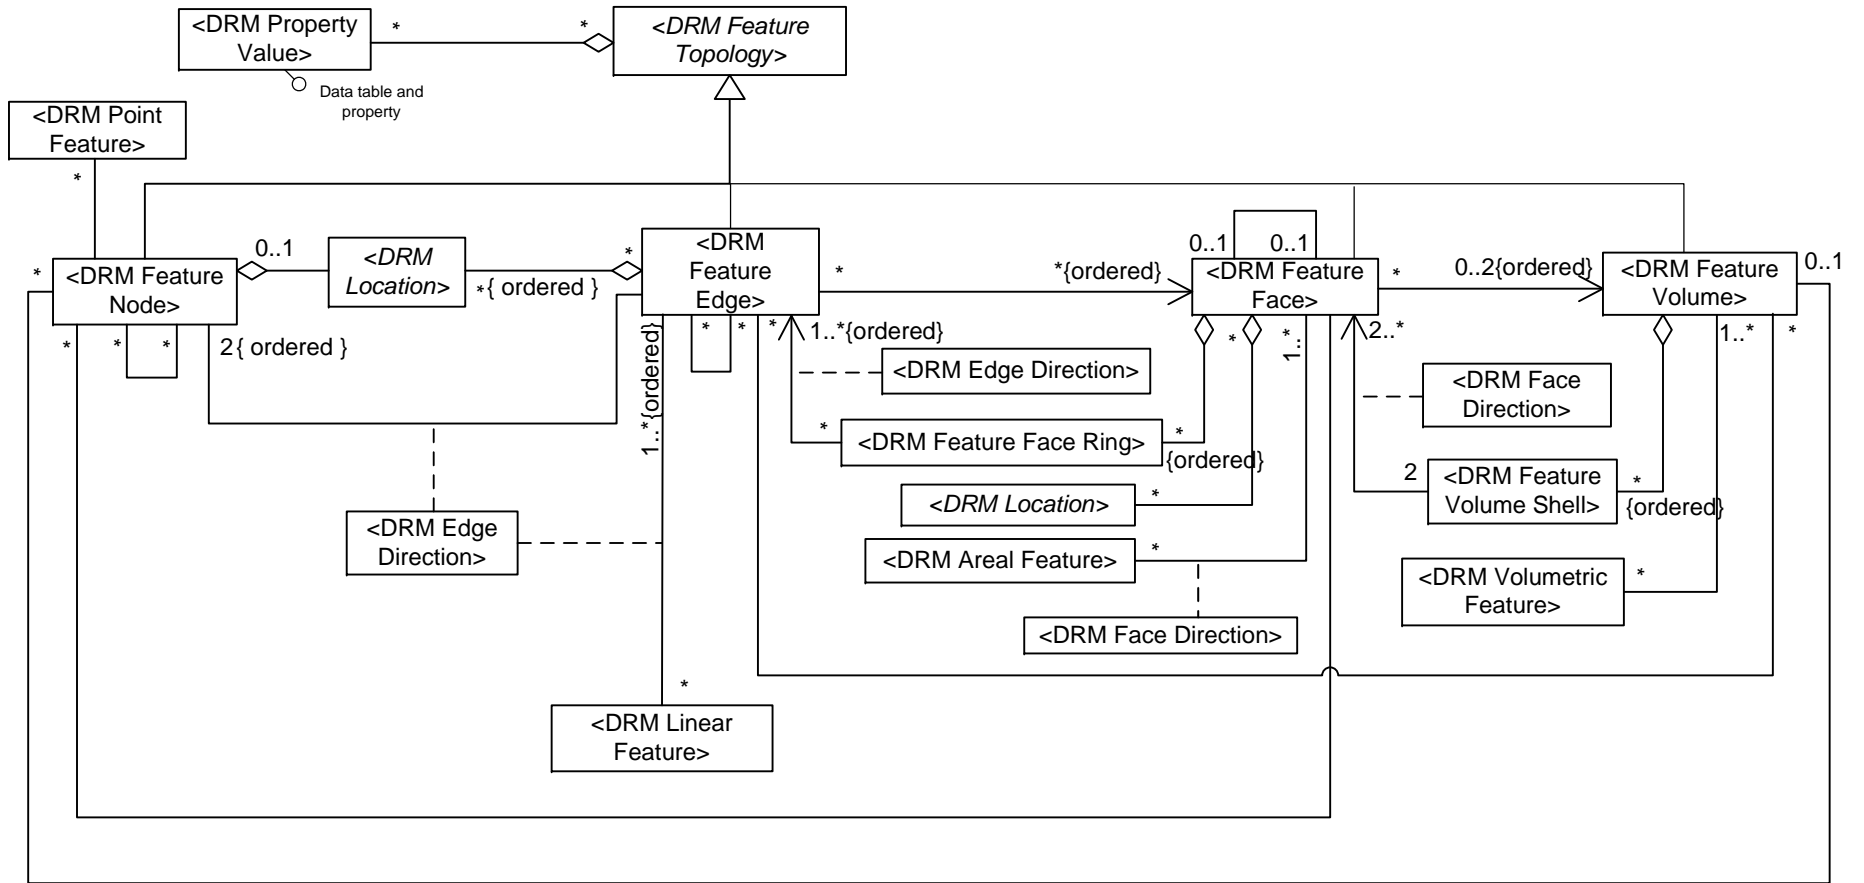 <DRM Property
Value>
*
*
<DRM Feature
Topology>
Data table and
property
<DRM Point
Feature>
*
*
<DRM Feature
Node>
0..1
<DRM
Location>
*{ ordered }
*
<DRM
Feature
Edge>
*
*{ordered}
0..1
0..1
<DRM Feature
Face>
*
0..2{ordered}
<DRM Feature
Volume>
0..1
*
*
*
2{ ordered }
1..*{ordered}
*
*
*
1..*{ordered}
*
1..*
2..*
1..*
*
<DRM Edge Direction>
<DRM Face
Direction>
*
<DRM Feature Face Ring>
*
{ordered}
2
<DRM Feature
Volume Shell>
*
{ordered}
<DRM Location>
*
<DRM Edge
Direction>
<DRM Areal Feature>
*
<DRM Volumetric
Feature>
*
<DRM Face Direction>
*
<DRM Linear
Feature>